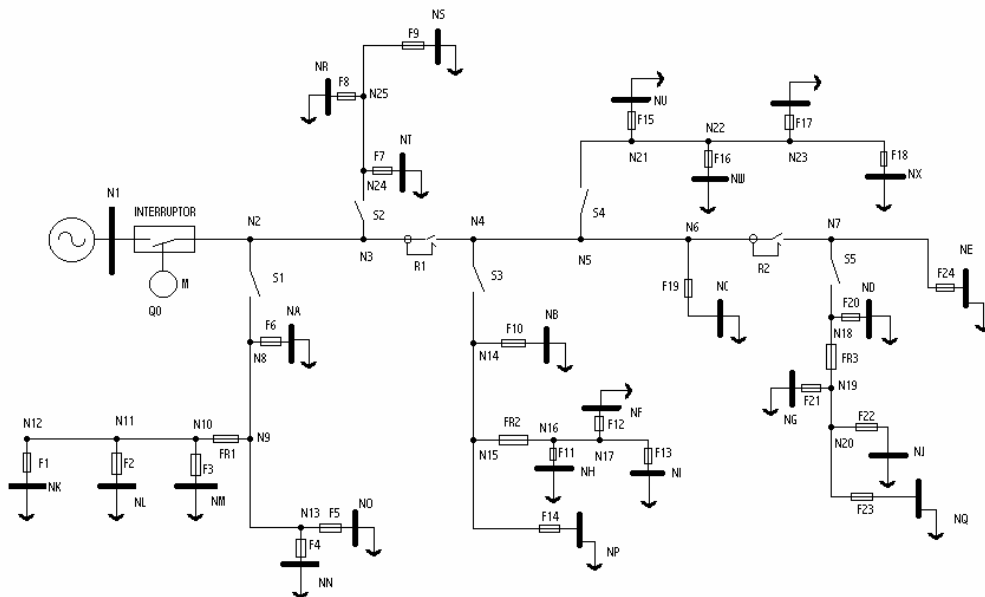 NS
F9
NR
F8
N25
F7
NT
N24
S2
N1
INTERRUPTOR
M
Q0
N2
N3
R1
N4
S1
S3
NU
F15
N21
N22
F16
NW
F17
N23
F18
NX
S4
N5
N6
R2
N7
F19
NC
S5
F24
NE
F20
ND
N18
FR3
N19
F21
NG
F22
N20
NJ
F23
NQ
F6
NA
N8
N12
N11
N10
N9
FR1
F1
F2
F3
NK
NL
NM
N13
F5
NO
F4
NN
F10
NB
N14
FR2
N15
N16
NF
F12
F11
N17
F13
NH
NI
F14
NP